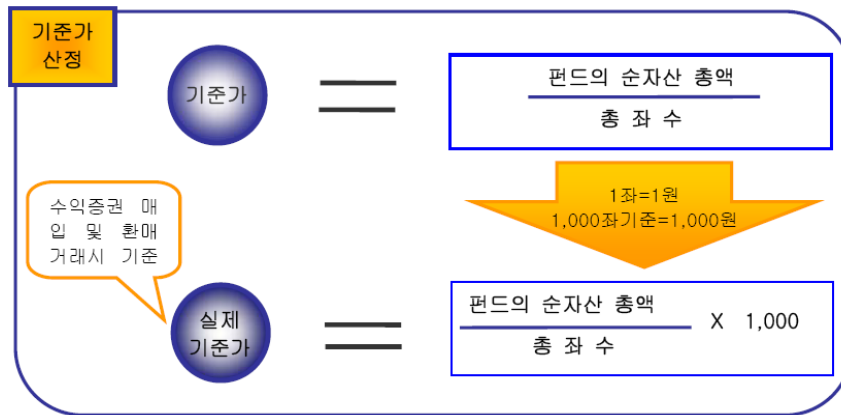 기준가
산정
기준가
펀드의 순자산 총액
총 좌 수
1좌=1원
1,000좌기준=1,000원
수익증권 매
입 및 환매
거래시 기준
실제
기준가
펀드의 순자산 총액
총 좌 수
X 1,000